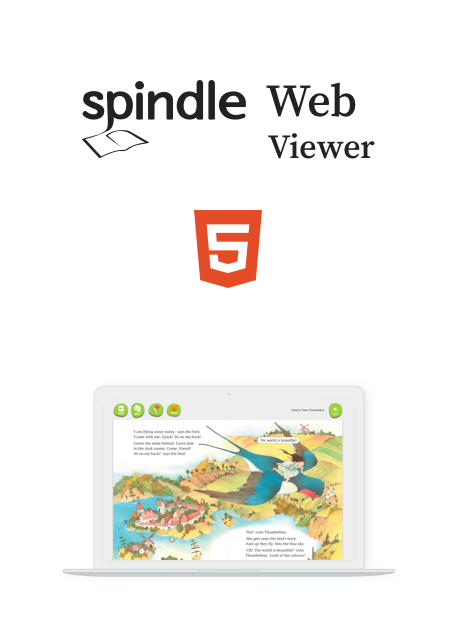 spindle Web
Viewer
5
Classic Tales Thumbelina
'I am flying away today,' says the bird.
'Come with me. Quick! Sit on my back!
Leave the mole behind. Leave him
in the dark rooms. Come, friend!
Sit on my back!' says the bird.
The world is beautiful!
'Yes!' cries Thumbelina.
She gets onto the bird's back.
And up they fly. Into the blue sky.
'Oh! The world is beautiful!' cries
Thumbelina. 'Look at the colours!'